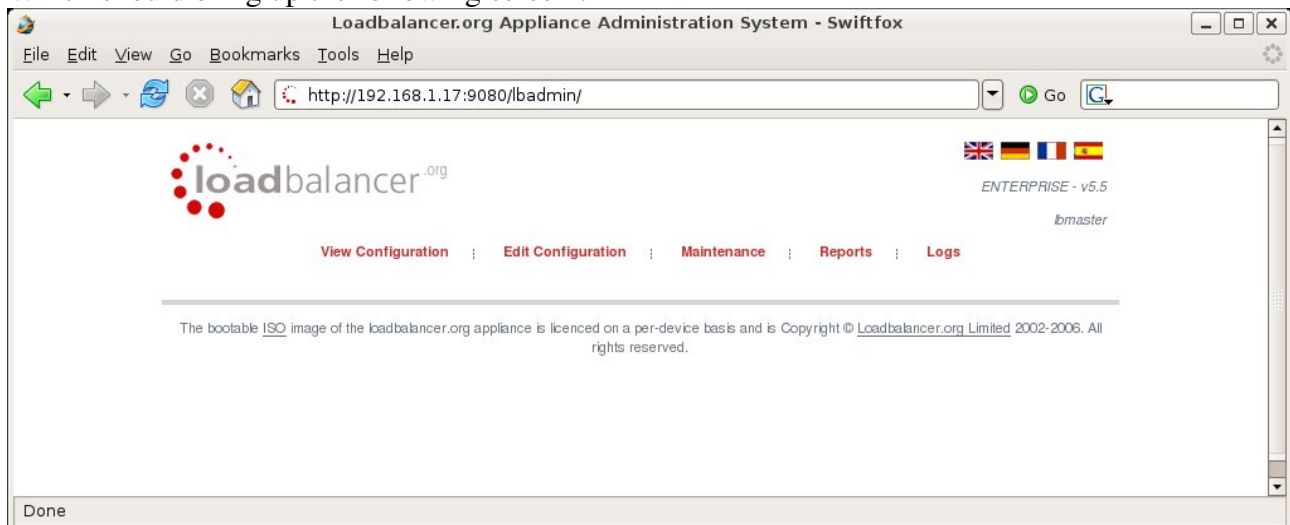 Loadbalancer.org Appliance Administration System - Swiftfox
File Edit View Go Bookmarks Tools Help
http://192.168.1.17:9080/lbadmin/ Go G
loadbalancer .org
ENTERPRISE - v5.5
lbmaster
View Configuration Edit Configuration Maintenance Reports Logs
The bootable ISO image of the loadbalancer.org appliance is licenced on a per-device basis and is Copyright © Loadbalancer.org Limited 2002-2006. All
rights reserved.
Done